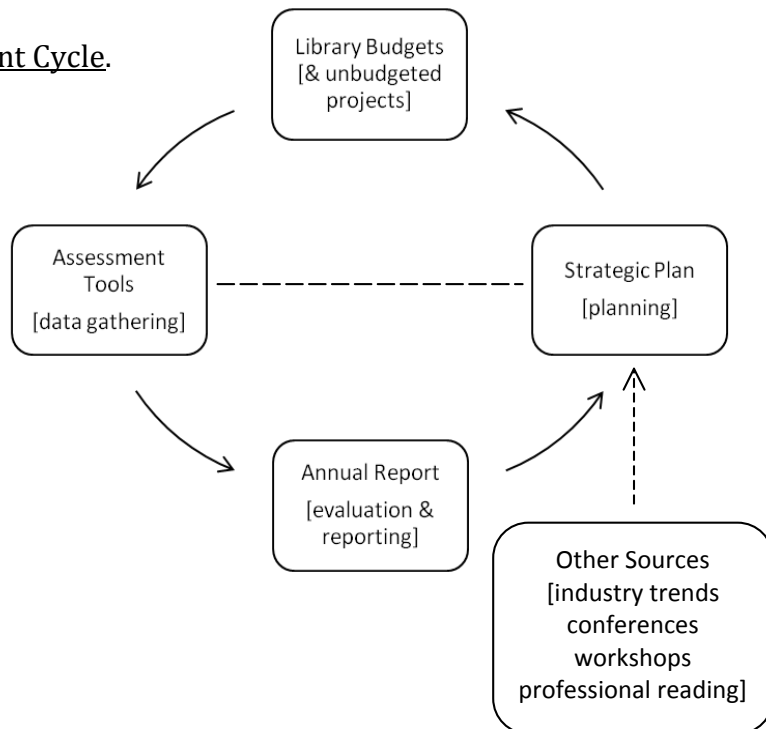 nt Cycle.
Library Budgets
[& unbudgeted
projects]
Assessment
Tools
[data gathering]
Strategic Plan
[planning]
Annual Report
[evaluation &
reporting]
Other Sources
[industry trends
conferences
workshops
professional reading]